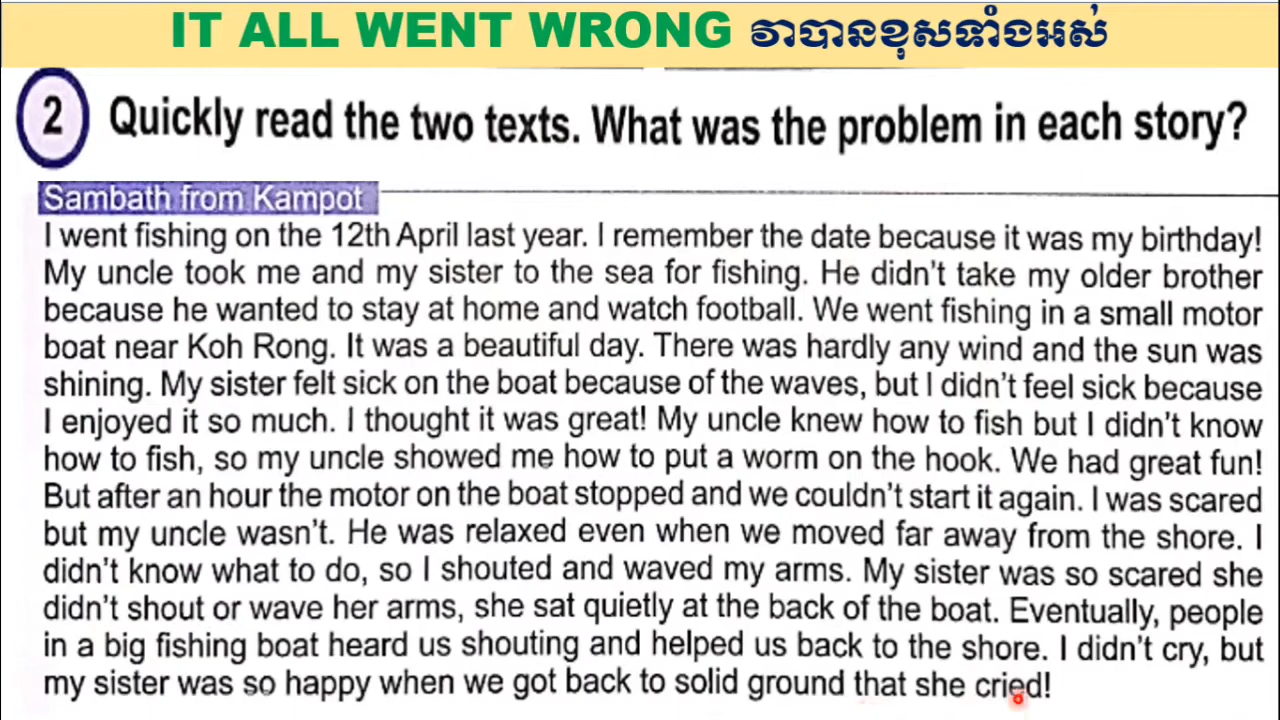 IT ALL WENT WRONG វាបានខុសទាំងអស់
2 Quickly read the two texts. What was the problem in each story?
Sambath from Kampot
I went fishing on the 12th April last year. I remember the date because it was my birthday!
My uncle took me and my sister to the sea for fishing. He didn't take my older brother
because he wanted to stay at home and watch football. We went fishing in a small motor
boat near Koh Rong. It was a beautiful day. There was hardly any wind and the sun was
shining. My sister felt sick on the boat because of the waves, but I didn't feel sick because
I enjoyed it so much. I thought it was great! My uncle knew how to fish but I didn't know
how to fish, so my uncle showed me how to put a worm on the hook. We had great fun!
But after an hour the motor on the boat stopped and we couldn't start it again. I was scared
but my uncle wasn't. He was relaxed even when we moved far away from the shore. I
didn't know what to do, so I shouted and waved my arms. My sister was so scared she
didn't shout or wave her arms, she sat quietly at the back of the boat. Eventually, people
in a big fishing boat heard us shouting and helped us back to the shore. I didn't cry, but
my sister was so happy when we got back to solid ground that she cried!